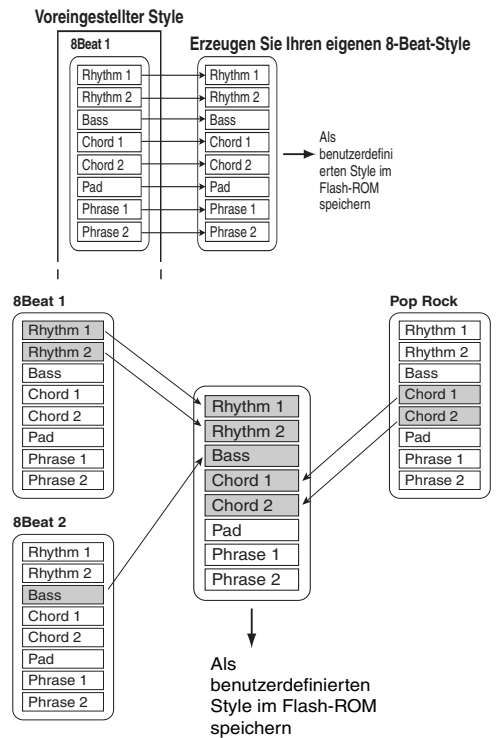 Voreingestellter Style
8Beat 1
Rhythm 1
Rhythm 2
Bass
Chord 1
Chord 2
Pad
Phrase 1
Phrase 2
Erzeugen Sie Ihren eigenen 8-Beat-Style
Rhythm 1
Rhythm 2
Bass
Chord 1
Chord 2
Pad
Phrase 1
Phrase 2
Als
benutzerdefini
erten Style im
Flash-ROM
speichern
8Beat 1
Rhythm 1
Rhythm 2
Bass
Chord 1
Chord 2
Pad
Phrase 1
Phrase 2
8Beat 2
Rhythm 1
Rhythm 2
Bass
Chord 1
Chord 2
Pad
Phrase 1
Phrase 2
Rhythm 1
Rhythm 2
Bass
Chord 1
Chord 2
Pad
Phrase 1
Phrase 2
Pop Rock
Rhythm 1
Rhythm 2
Bass
Chord 1
Chord 2
Pad
Phrase 1
Phrase 2
Als
benutzerdefinierten
Style im Flash-ROM
speichern